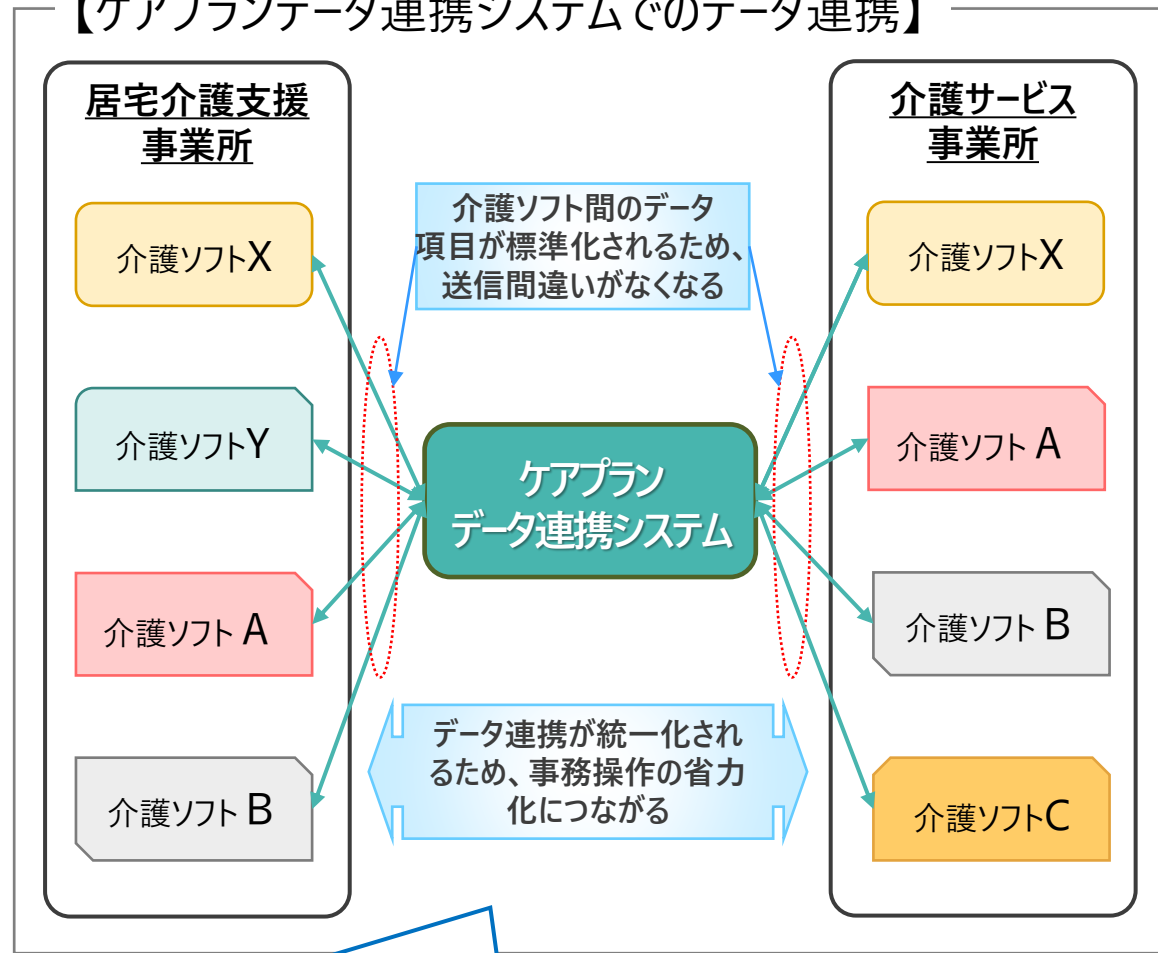 【ケアプランデータ連携システムでのデータ連携】
居宅介護支援
事業所
介護ソフトX
介護ソフトY
介護ソフト A
介護ソフト B
介護ソフト間のデータ
項目が標準化されるため、
送信間違いがなくなる
ケアプラン
データ連携システム
データ連携が統一化され
るため、事務操作の省力
化につながる
介護サービス
事業所
介護ソフトX
介護ソフト A
介護ソフト B
介護ソフトC